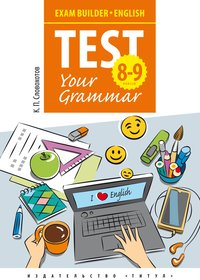 EXAM BUILDER • ENGLISH
TEST
8-9
Your
Grammar
К. П. Словохотов
I ❤ English
ИЗДАТЕЛЬСТВО «ТИТУЛ»